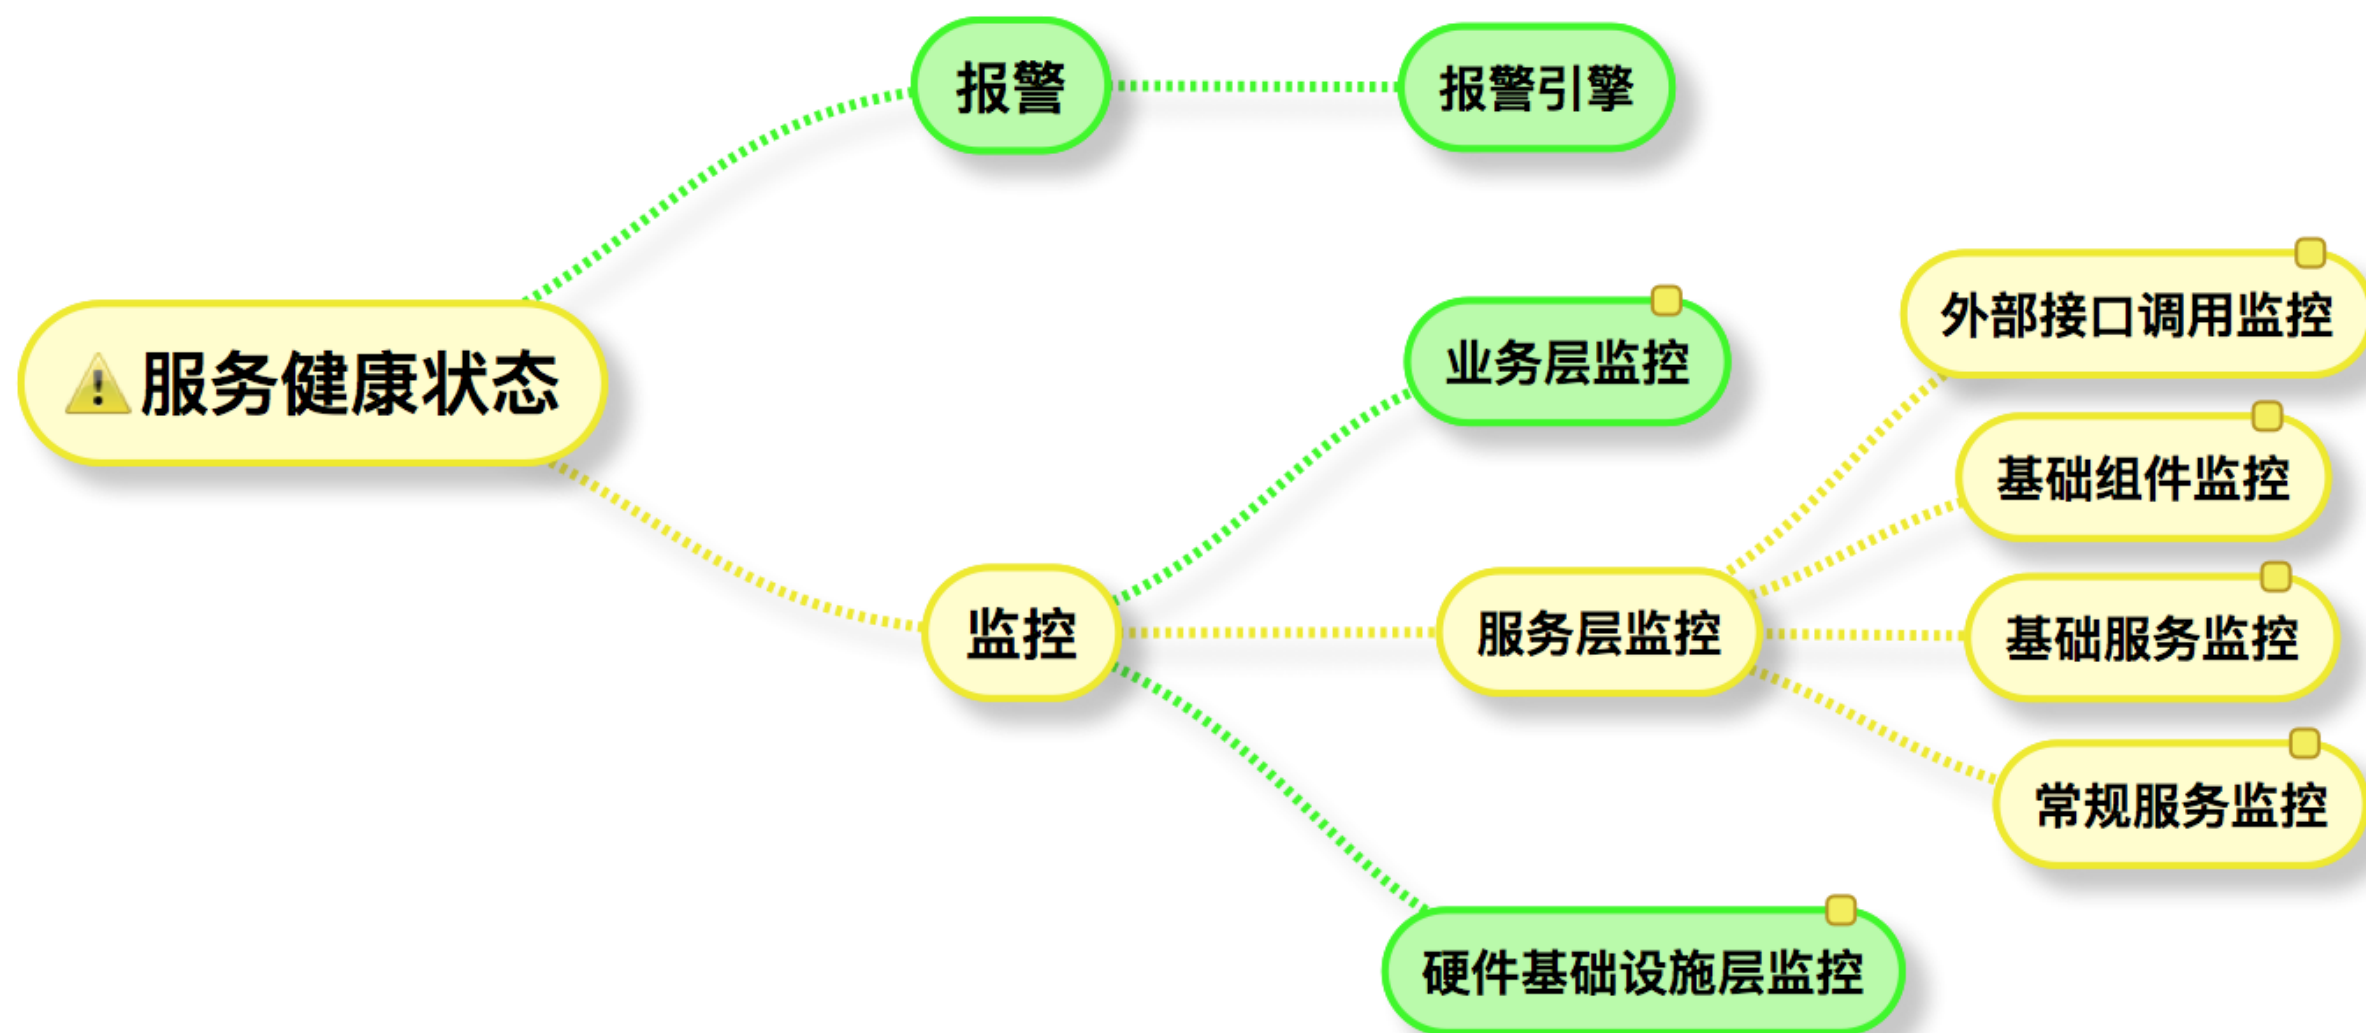 报警
报警引擎
服务健康状态
业务层监控
外部接口调用监控
基础组件监控
监控
服务层监控
基础服务监控
常规服务监控
硬件基础设施层监控